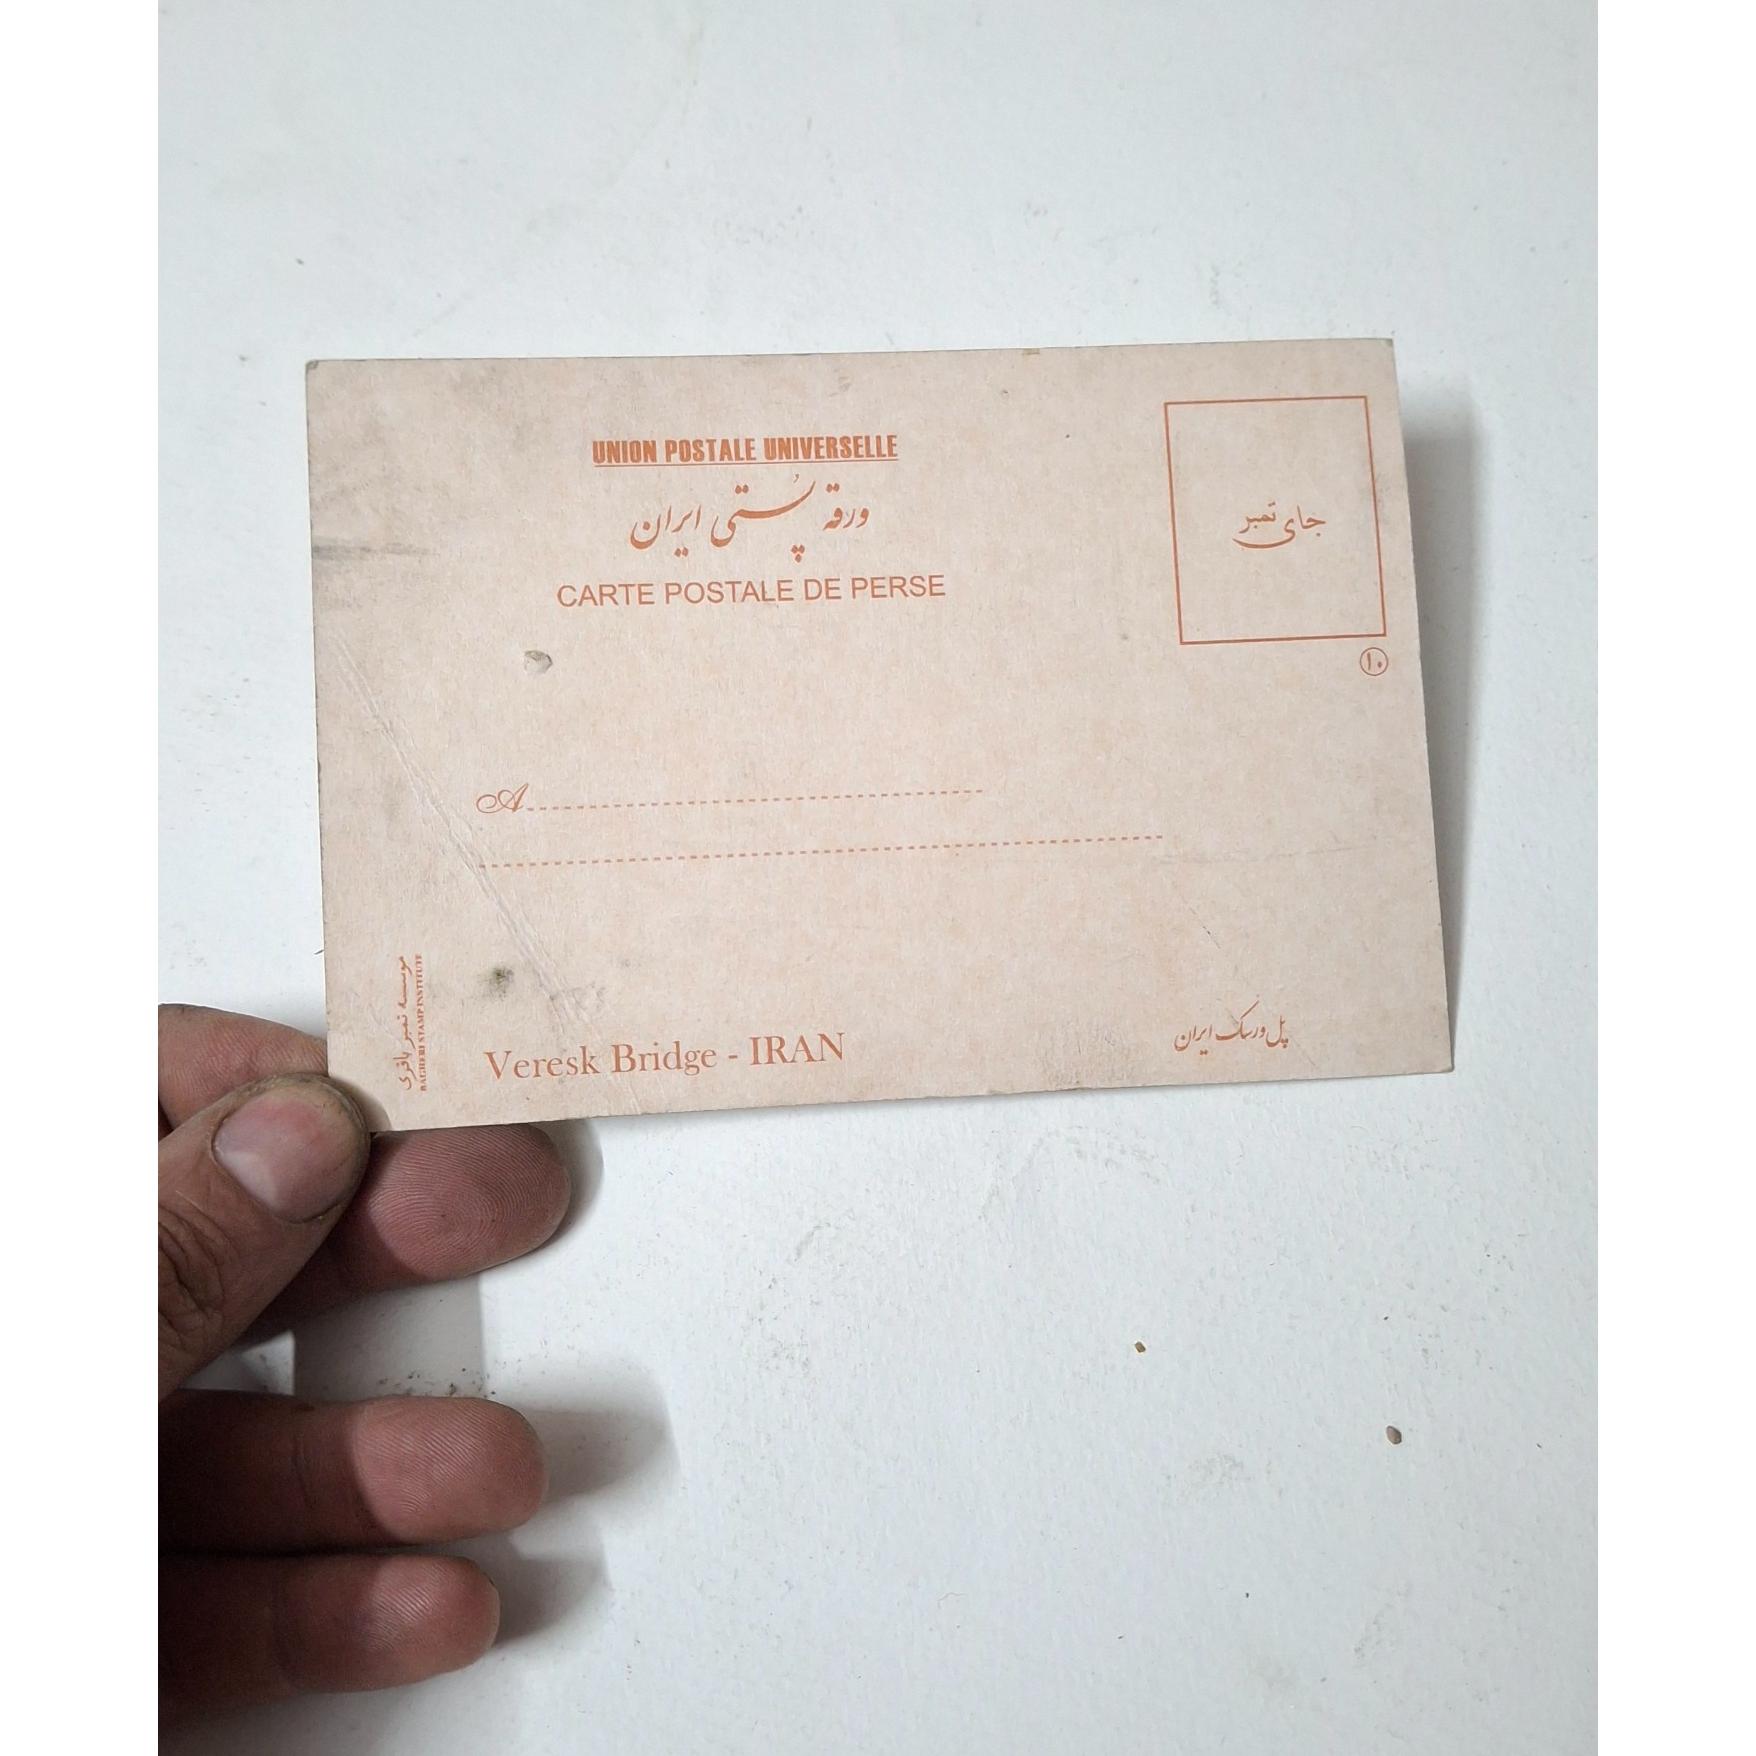 UNION POSTALE UNIVERSELLE
ورقه پُستی ایران
CARTE POSTALE DE PERSE
جای تمبر
۱۰
A
موسسه تمبر باقری
BAGHERI STAMP INSTITUTE
Veresk Bridge - IRAN
پل ورسک ایران